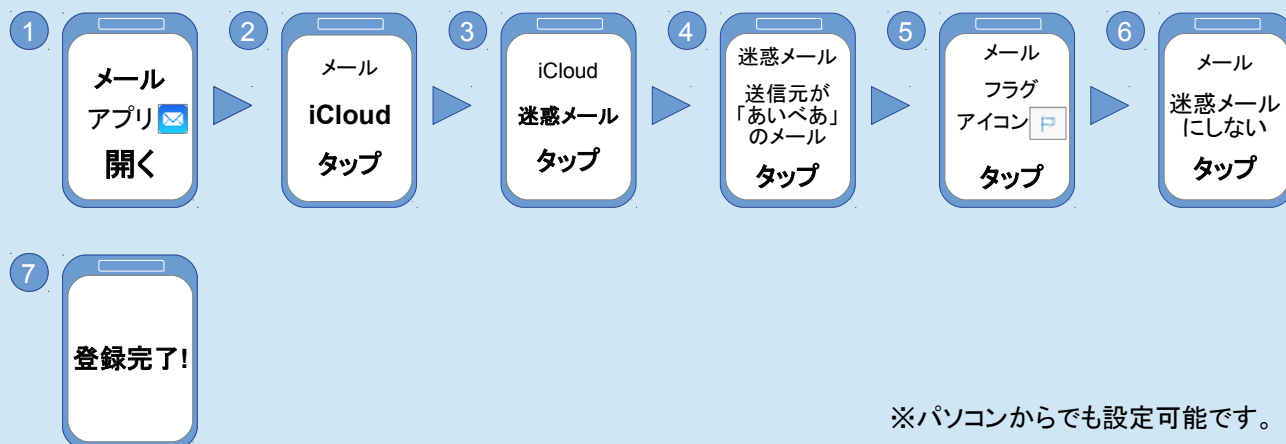 1
メール
アプリ
開く
2
メール
iCloud
タップ
3
iCloud
迷惑メール
タップ
4
迷惑メール
送信元が
「あいべあ」
のメール
タップ
5
メール
フラグ
アイコン
タップ
6
メール
迷惑メール
にしない
タップ
7
登録完了!
※パソコンからでも設定可能です。